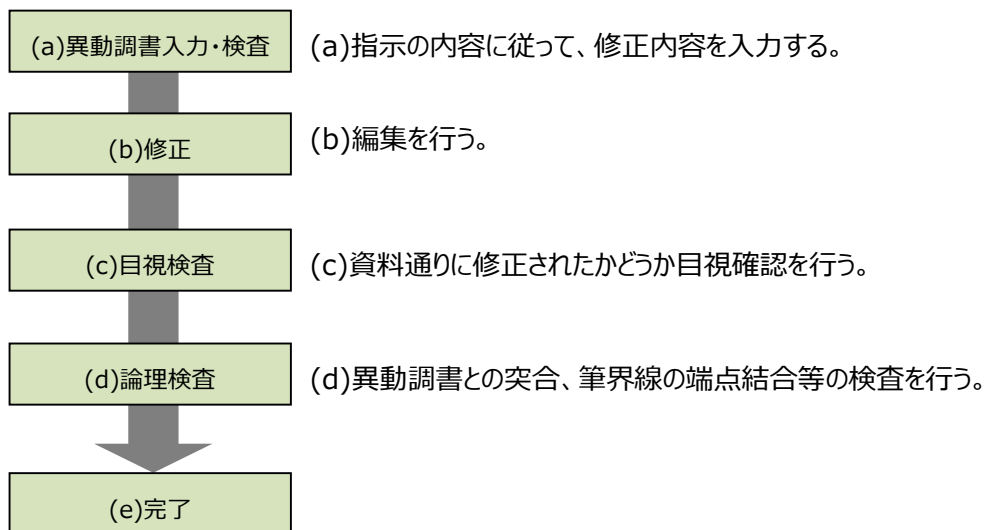 (a)異動調書入力・検査
(a)指示の内容に従って、修正内容を入力する。
(b)修正
(b)編集を行う。
(c)目視検査
(c)資料通りに修正されたかどうか目視確認を行う。
(d)論理検査
(d)異動調書との突合、筆界線の端点結合等の検査を行う。
(e)完了